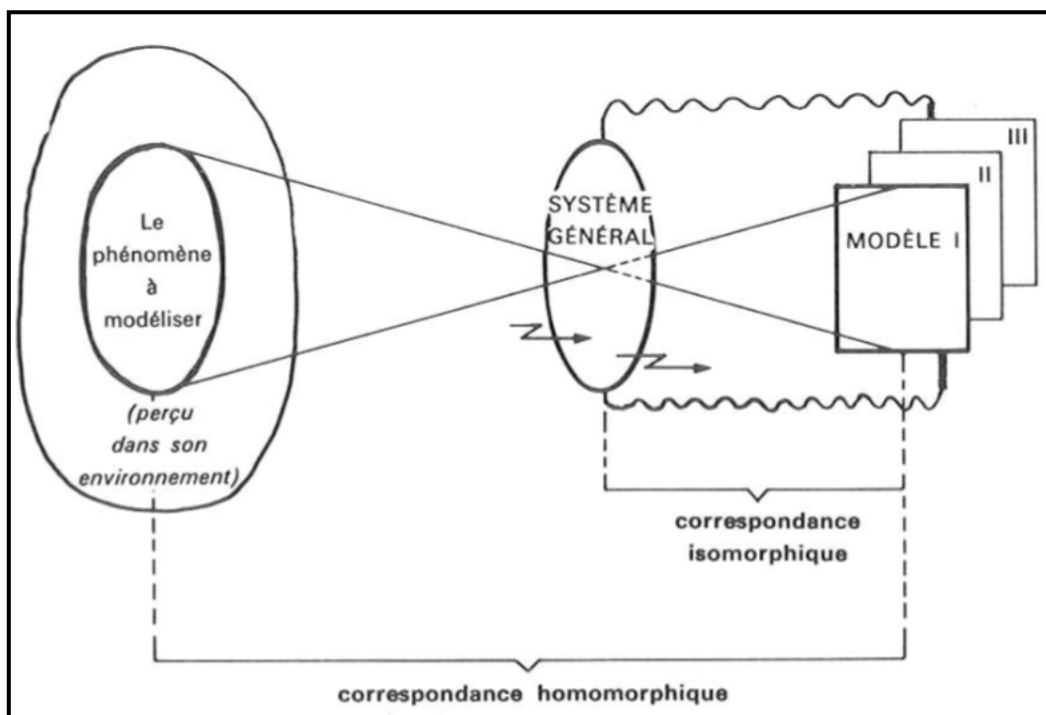 Le
phénomène
à
modéliser
(perçu
dans son
environnement)
SYSTÈME
GÉNÉRAL
MODÈLE I
II
III
correspondance
isomorphique
correspondance homomorphique